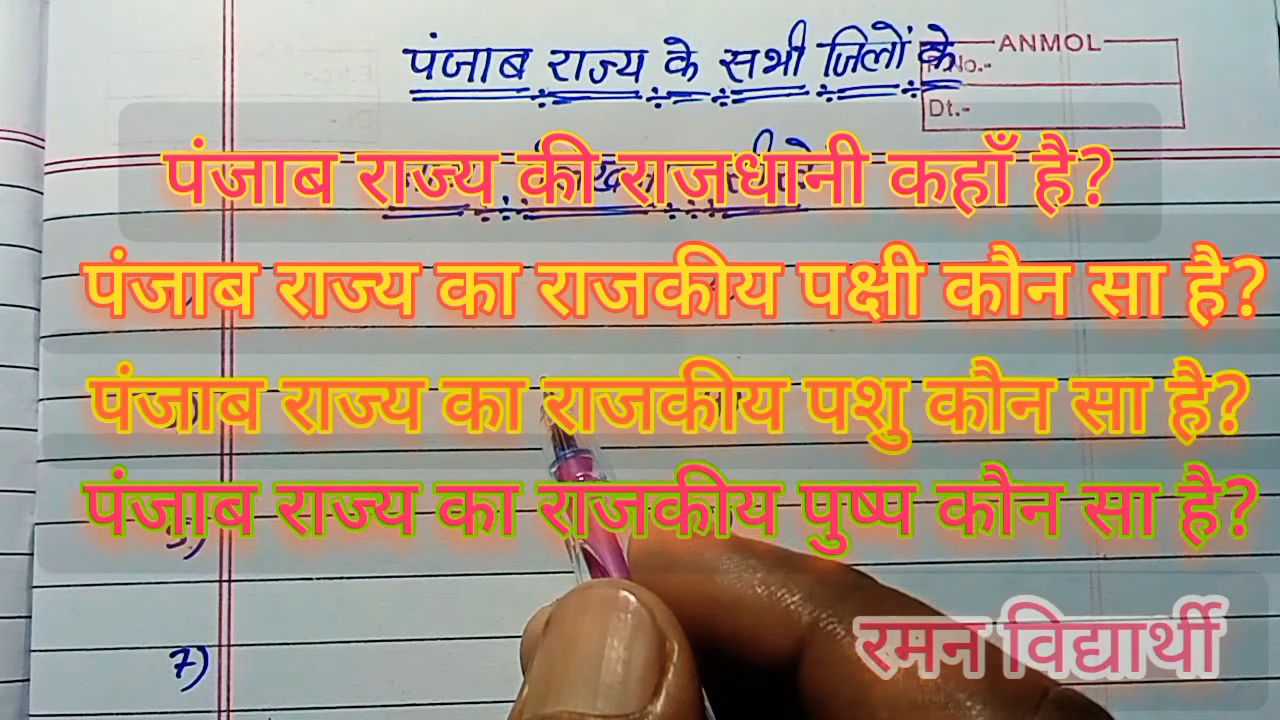 पंजाब राज्य के सभी जिलों के
ANMOL
No.-
Dt.-
पंजाब राज्य की राजधानी कहाँ है?
पंजाब राज्य का राजकीय पक्षी कौन सा है?
पंजाब राज्य का राजकीय पशु कौन सा है?
पंजाब राज्य का राजकीय पुष्प कौन सा है?
7)
रमन विद्यार्थी